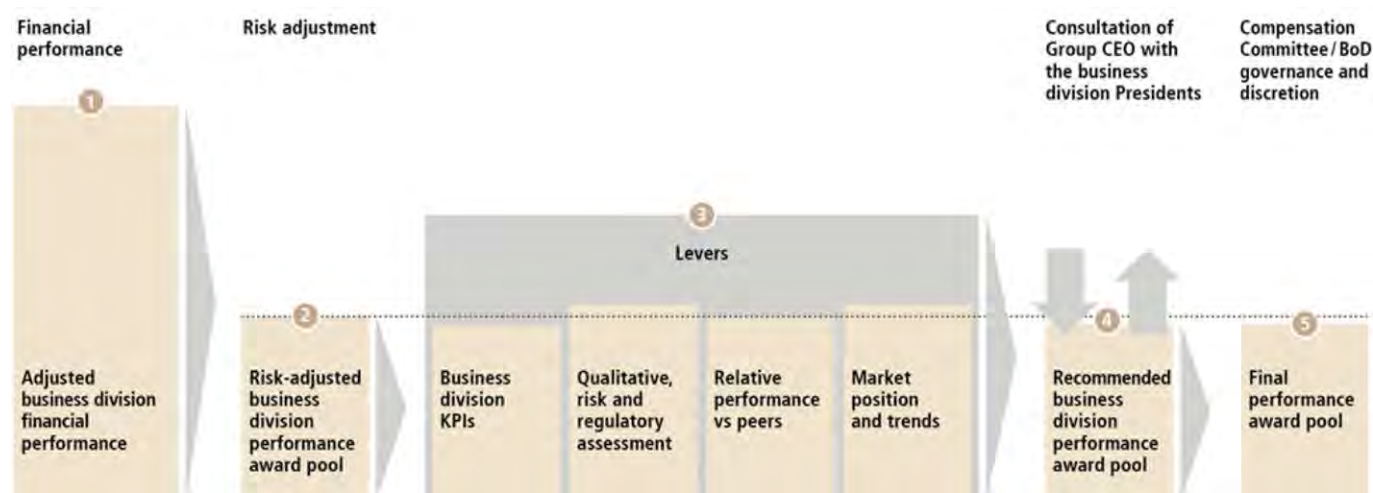 Financial
performance
Risk adjustment
Consultation of
Group CEO with
the business
division Presidents
Compensation
Committee/BoD
governance and
discretion
1
2
3
Levers
4
5
Adjusted
business division
financial
performance
Risk-adjusted
business
division
performance
award pool
Business
division
KPIs
Qualitative,
risk and
regulatory
assessment
Relative
performance
vs peers
Market
position
and trends
Recommended
business
division
performance
award pool
Final
performance
award pool